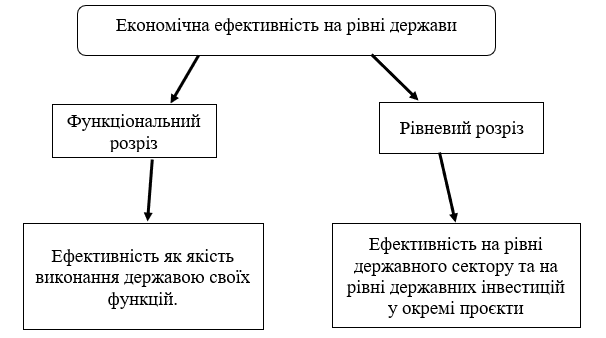 Економічна ефективність на рівні держави
Функціональний
розріз
Рівневий розріз
Ефективність як якість
виконання державою своїх
функцій.
Ефективність на рівні
державного сектору та на
рівні державних інвестицій
у окремі проєкти